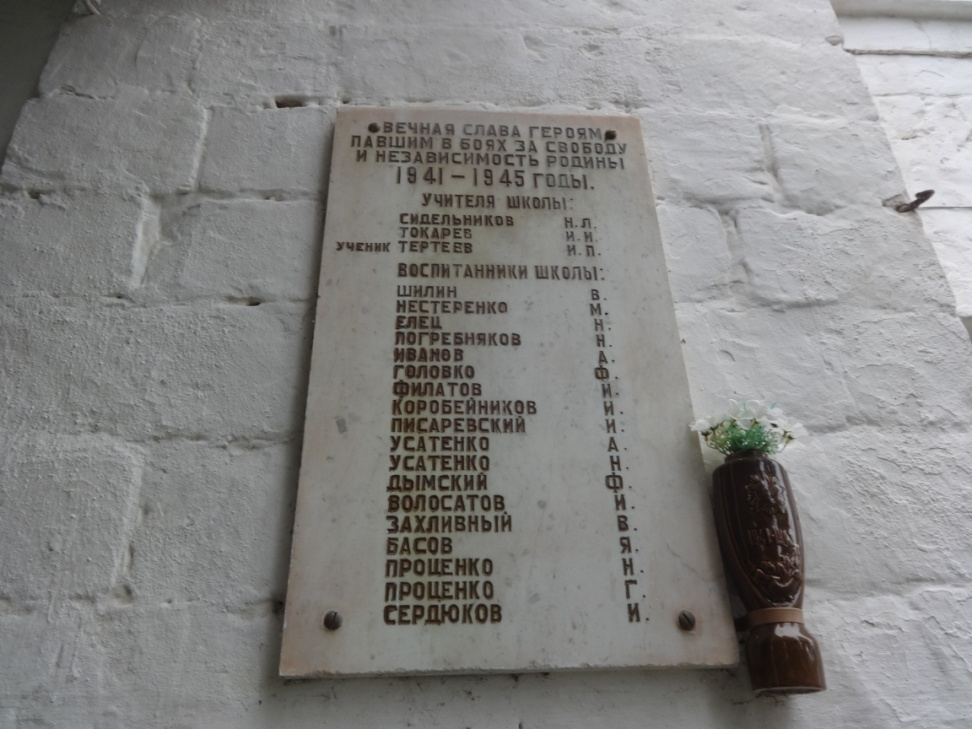 ВЕЧНАЯ СЛАВА ГЕРОЯМ
ПАВШИМ В БОЯХ ЗА СВОБОДУ
И НЕЗАВИСИМОСТЬ РОДИНЫ
1941 – 1945 ГОДЫ.
УЧИТЕЛЯ ШКОЛЫ:
СИДЕЛЬНИКОВ Н.Л.
ТОКАРЕВ И.И.
УЧЕНИК ТЕРТЕЕВ И.П.
ВОСПИТАННИКИ ШКОЛЫ:
ШИЛИН В.
НЕСТЕРЕНКО М.
ЕЛЕЦ Н.
ПОГРЕБНЯКОВ Н.
ИВАНОВ А.
ГОЛОВКО Ф.
ФИЛАТОВ И.
КОРОБЕЙНИКОВ И.
ПИСАРЕВСКИЙ И.
УСАТЕНКО А.
УСАТЕНКО Н.
ДЫМСКИЙ Ф.
ВОЛОСАТОВ И.
ЗАХЛИВНЫЙ В.
БАСОВ Я.
ПРОЦЕНКО Н.
ПРОЦЕНКО Г.
СЕРДЮКОВ И.